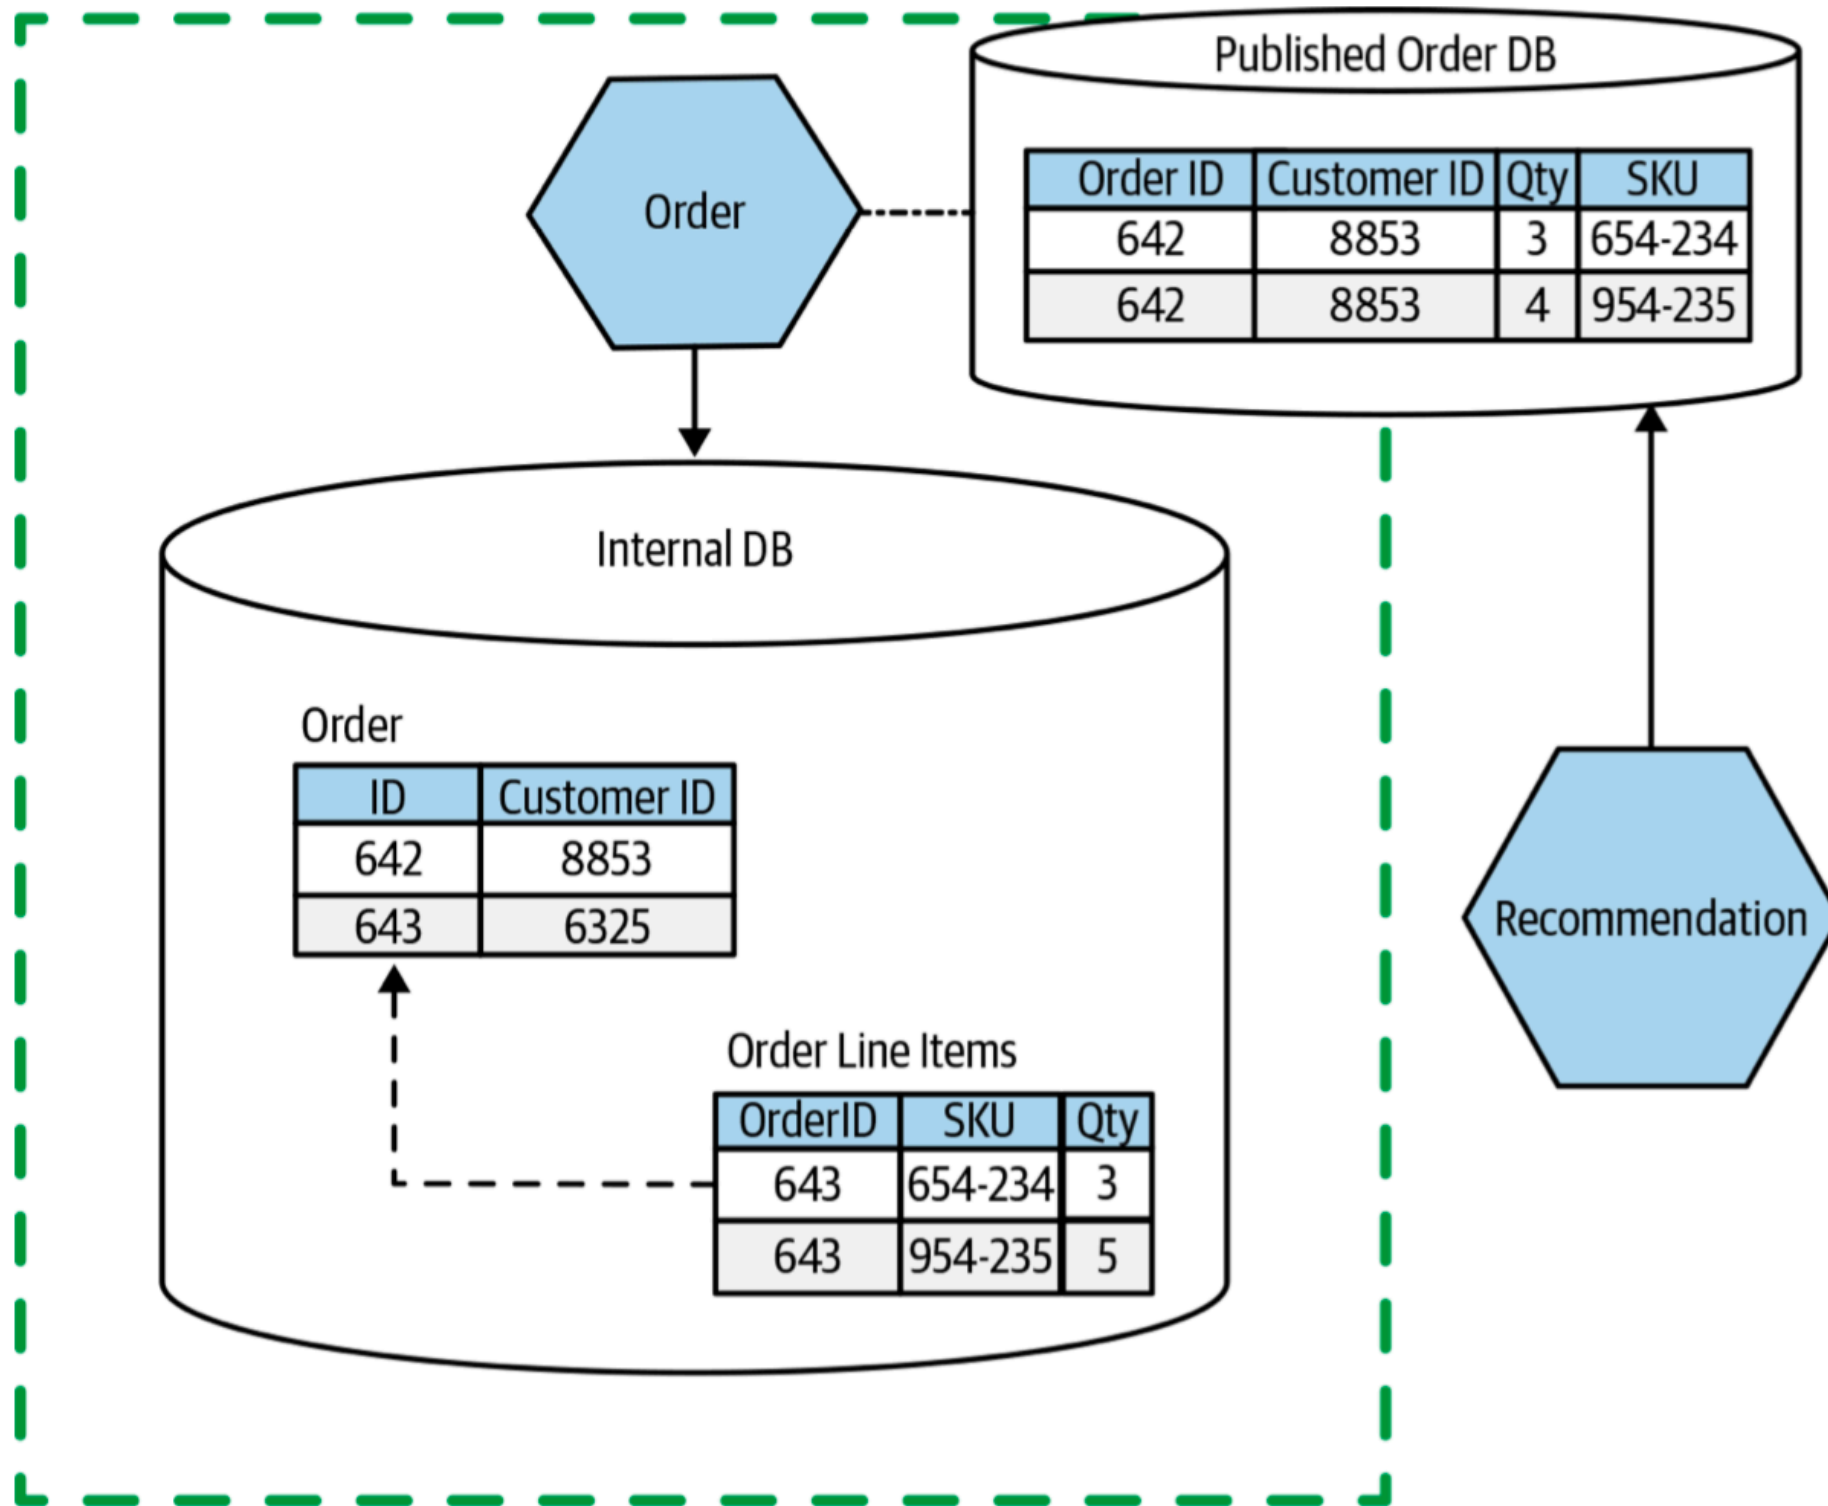 Published Order DB
Order ID Customer ID Qty SKU
642 8853 3 654-234
642 8853 4 954-235
Order
Internal DB
Order
ID Customer ID
642 8853
643 6325
Recommendation
Order Line Items
OrderID SKU Qty
643 654-234 3
643 954-235 5